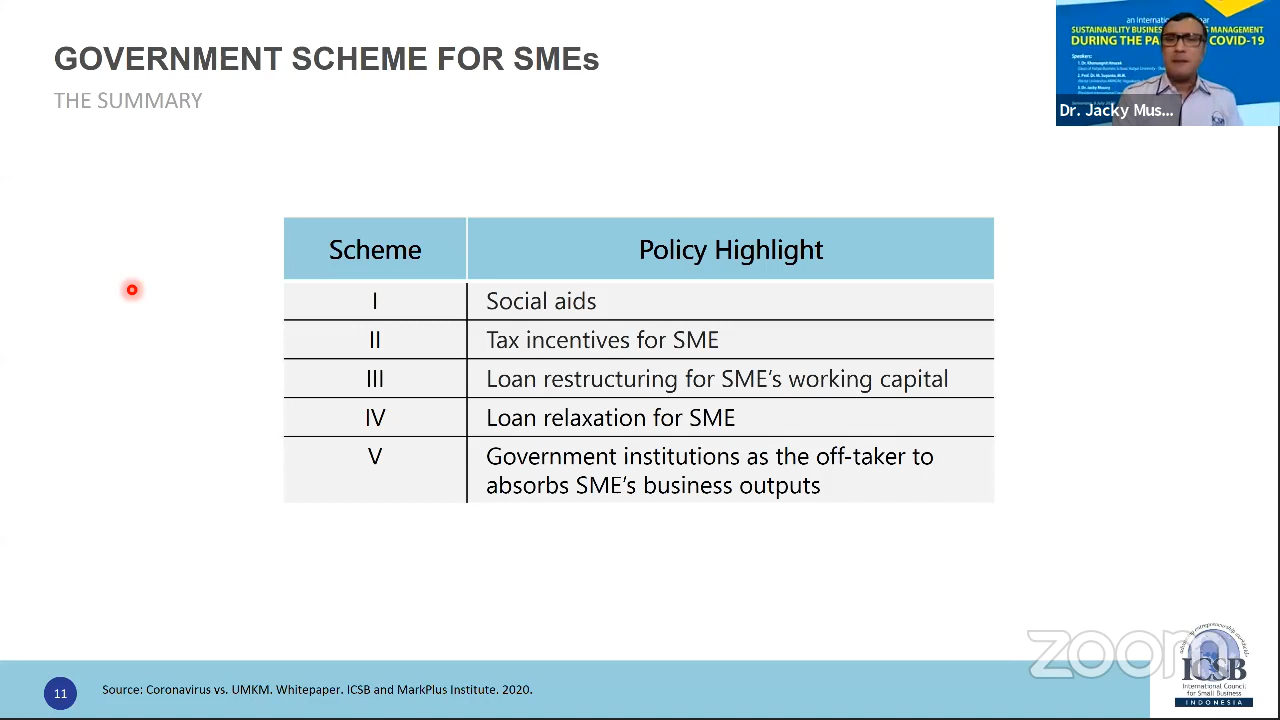 GOVERNMENT SCHEME FOR SMEs
THE SUMMARY
an International
SUSTAINABILITY BUSINESS MANAGEMENT
DURING THE PA COVID-19
Speakers:
Dr. Jacky Mus...
Scheme
Policy Highlight
I
Social aids
II
Tax incentives for SME
III
Loan restructuring for SME's working capital
IV
Loan relaxation for SME
V
Government institutions as the off-taker to
absorbs SME's business outputs
zoom
ICSB
International Council
for Small Business
INDONESIA
11
Source: Coronavirus vs. UMKM. Whitepaper. ICSB and MarkPlus Institute. 2020.